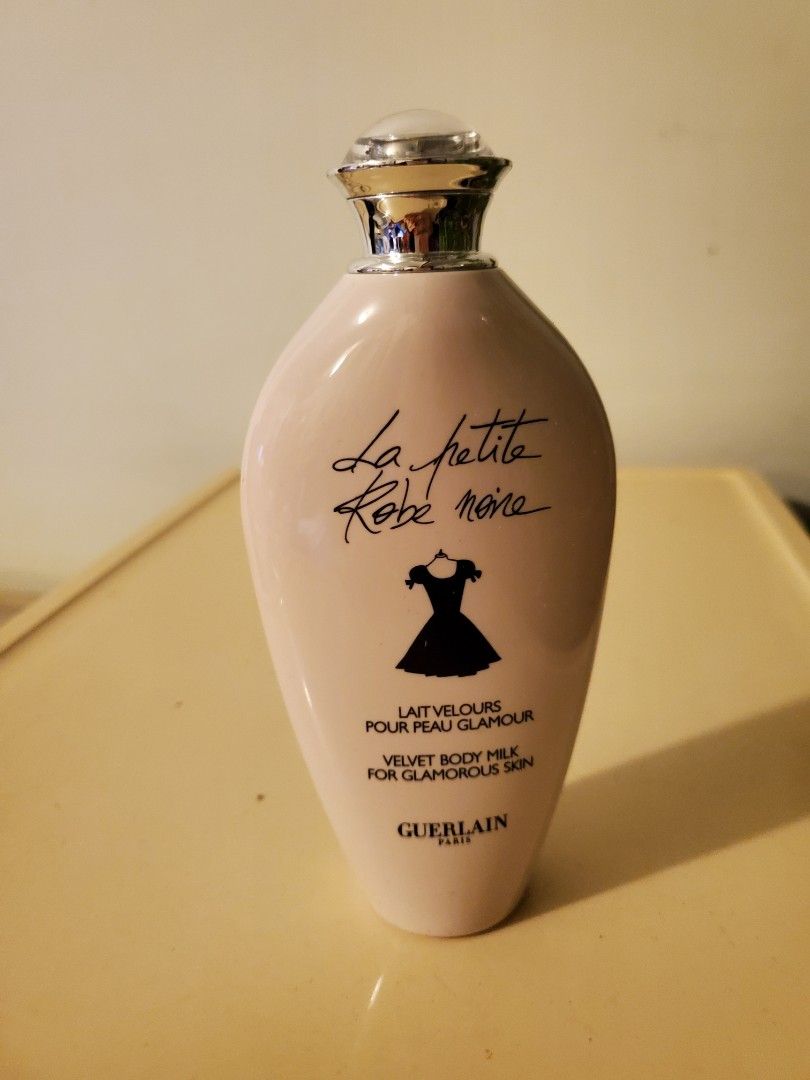 La petite
Robe noire
LAIT VELOURS
POUR PEAU GLAMOUR
VELVET BODY MILK
FOR GLAMOROUS SKIN
GUERLAIN
PARIS